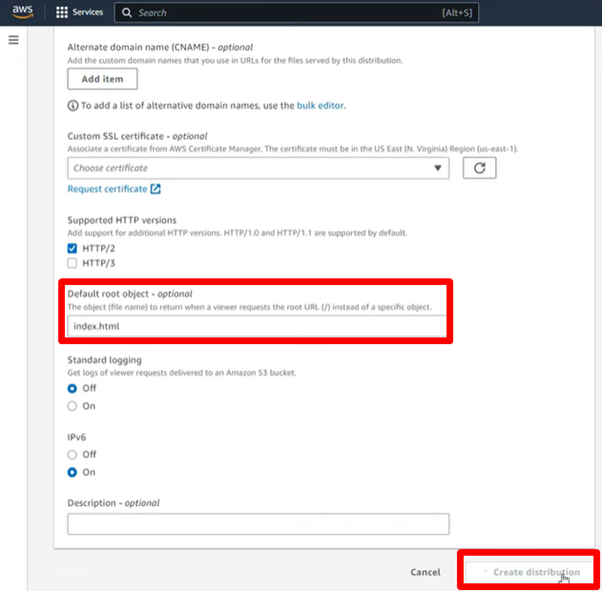 aws
Services
Search
[Alt+S]
Alternate domain name (CNAME) - optional
Add the custom domain names that you use in URLs for the files served by this distribution.
Add item
To add a list of alternative domain names, use the bulk editor.
Custom SSL certificate - optional
Associate a certificate from AWS Certificate Manager. The certificate must be in the US East (N. Virginia) Region (us-east-1).
Choose certificate
Request certificate
Supported HTTP versions
Add support for additional HTTP versions. HTTP/1.0 and HTTP/1.1 are supported by default.
HTTP/2
HTTP/3
Default root object - optional
The object (file name) to return when a viewer requests the root URL (/) instead of a specific object.
index.html
Standard logging
Get logs of viewer requests delivered to an Amazon S3 bucket.
Off
On
IPv6
Off
On
Description - optional
Cancel
Create distribution